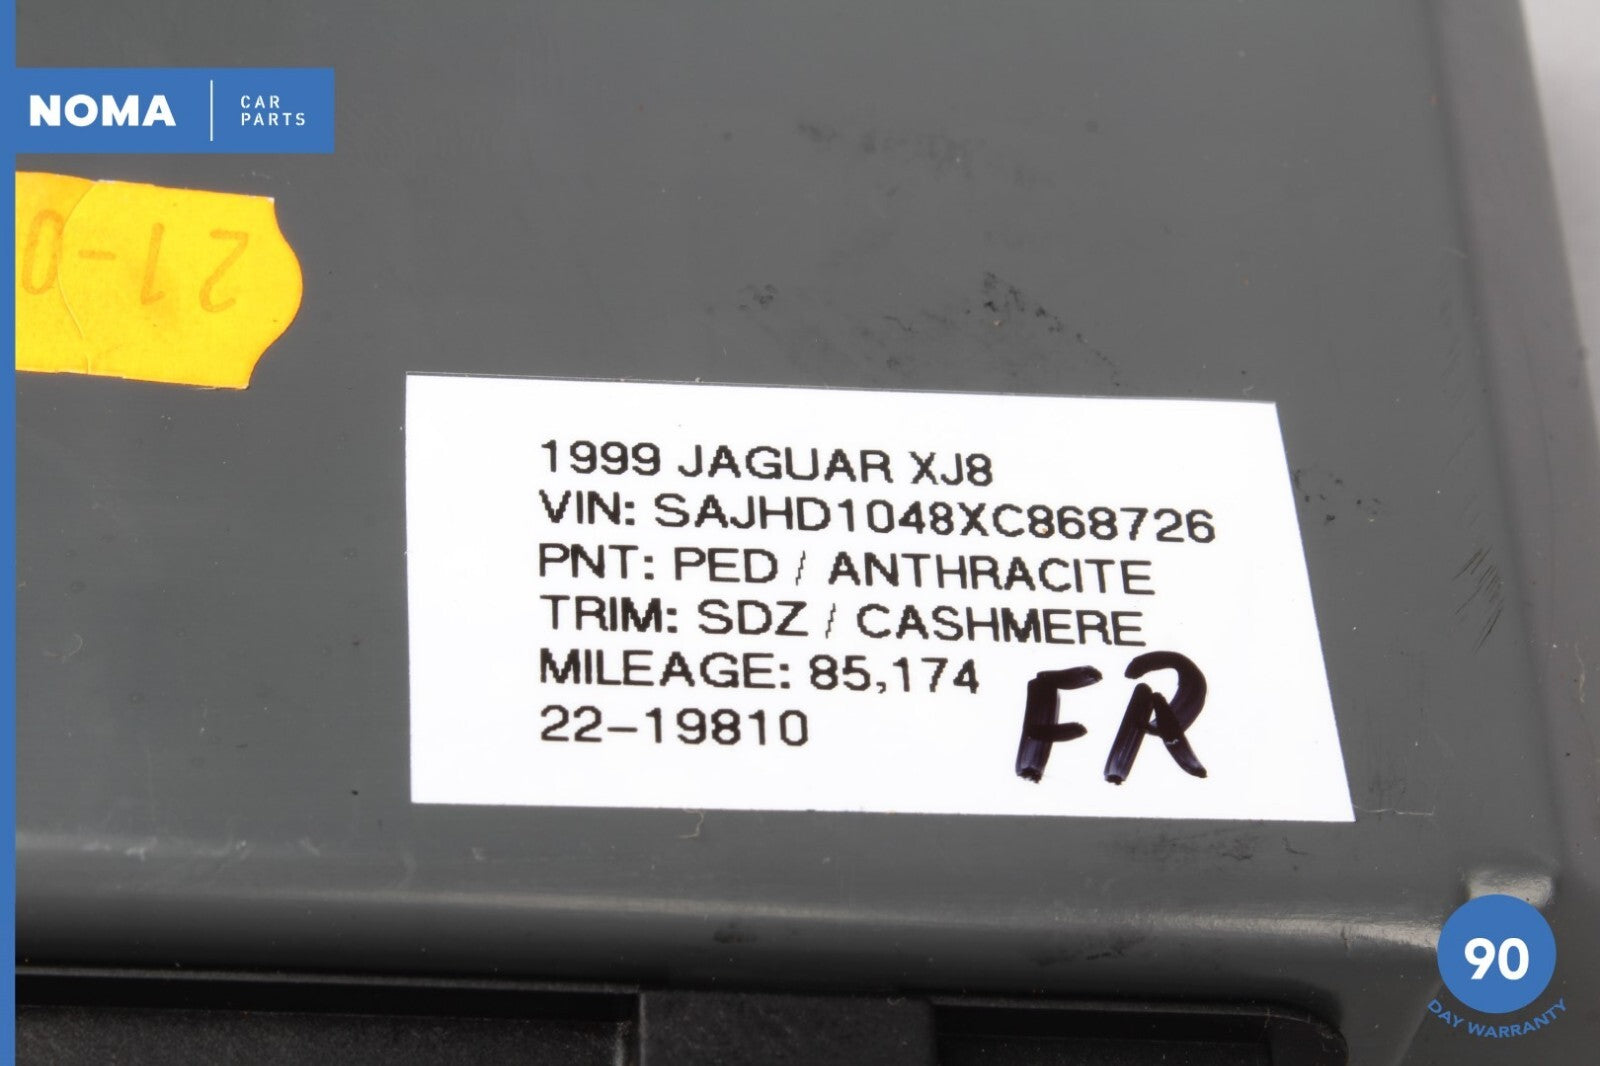 NOMA
CAR
PARTS
21-0
1999 JAGUAR XJ8
VIN: SAJHD1048XC868726
PNT: PED / ANTHRACITE
TRIM: SDZ / CASHMERE
MILEAGE: 85,174
22-19810
FR
90
DAY WARRANTY